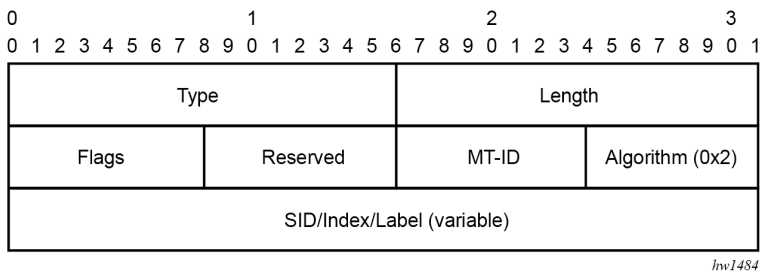 0 1 2 3
0 1 2 3 4 5 6 7 8 9 0 1 2 3 4 5 6 7 8 9 0 1 2 3 4 5 6 7 8 9 0 1
Type Length
Flags Reserved MT-ID Algorithm (0x2)
SID/Index/Label (variable)
hw1484